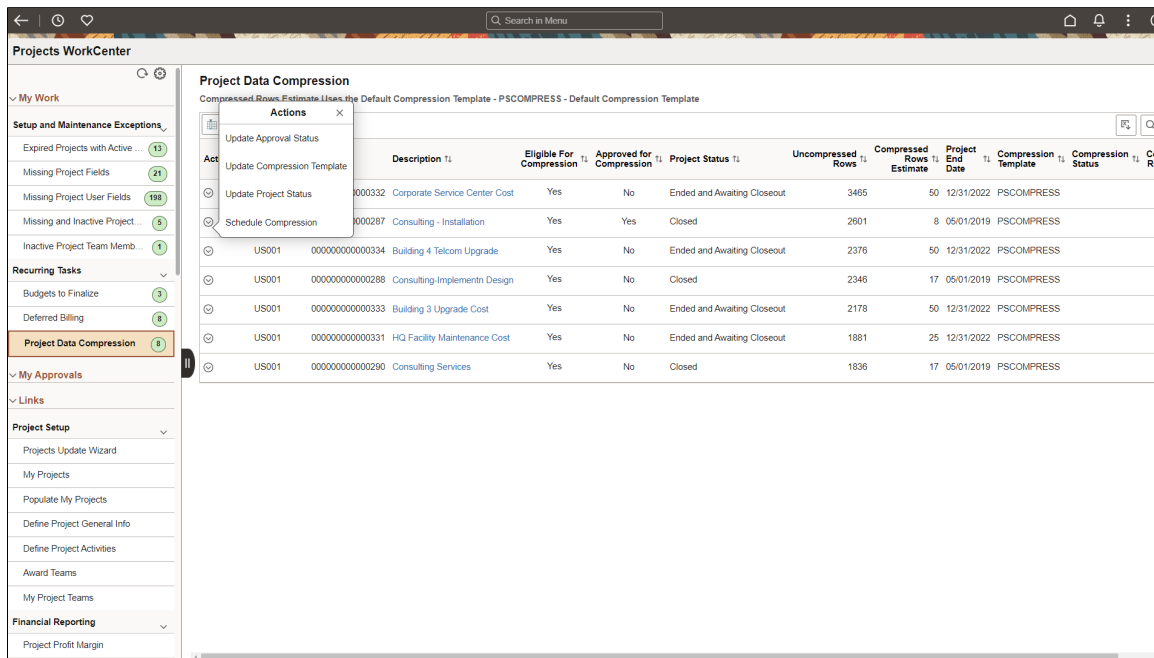 Search in Menu
Projects WorkCenter
My Work
Setup and Maintenance Exceptions
Expired Projects with Active ... 13
Missing Project Fields 21
Missing Project User Fields 198
Missing and Inactive Project... 5
Inactive Project Team Memb... 1
Recurring Tasks
Budgets to Finalize 3
Deferred Billing 8
Project Data Compression 8
My Approvals
Links
Project Setup
Projects Update Wizard
My Projects
Populate My Projects
Define Project General Info
Define Project Activities
Award Teams
My Project Teams
Financial Reporting
Project Profit Margin
Project Data Compression
Compressed Rows Estimate Uses the Default Compression Template - PSCOMPRESS - Default Compression Template
Actions
Update Approval Status
Update Compression Template
Update Project Status
Schedule Compression
Acti Description Eligible For Compression Approved for Compression Project Status Uncompressed Rows Compressed Rows Estimate Project End Date Compression Template Compression Status
000332 Corporate Service Center Cost Yes No Ended and Awaiting Closeout 3465 50 12/31/2022 PSCOMPRESS
000287 Consulting - Installation Yes Yes Closed 2601 8 05/01/2019 PSCOMPRESS
US001 000000000000334 Building 4 Telcom Upgrade Yes No Ended and Awaiting Closeout 2376 50 12/31/2022 PSCOMPRESS
US001 000000000000288 Consulting-Implementn Design Yes No Closed 2346 17 05/01/2019 PSCOMPRESS
US001 000000000000333 Building 3 Upgrade Cost Yes No Ended and Awaiting Closeout 2178 50 12/31/2022 PSCOMPRESS
US001 000000000000331 HQ Facility Maintenance Cost Yes No Ended and Awaiting Closeout 1881 25 12/31/2022 PSCOMPRESS
US001 000000000000290 Consulting Services Yes No Closed 1836 17 05/01/2019 PSCOMPRESS